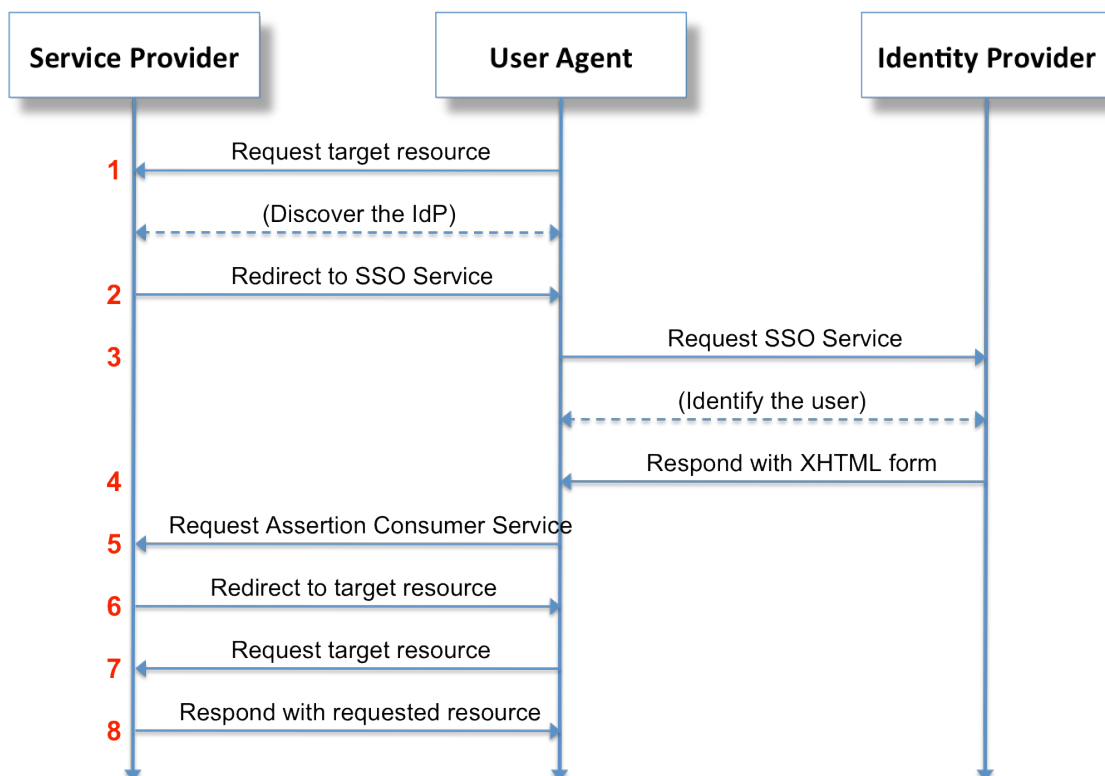 Service Provider
User Agent
Identity Provider
1
Request target resource
(Discover the IdP)
2
Redirect to SSO Service
3
Request SSO Service
(Identify the user)
4
Respond with XHTML form
5
Request Assertion Consumer Service
6
Redirect to target resource
7
Request target resource
8
Respond with requested resource